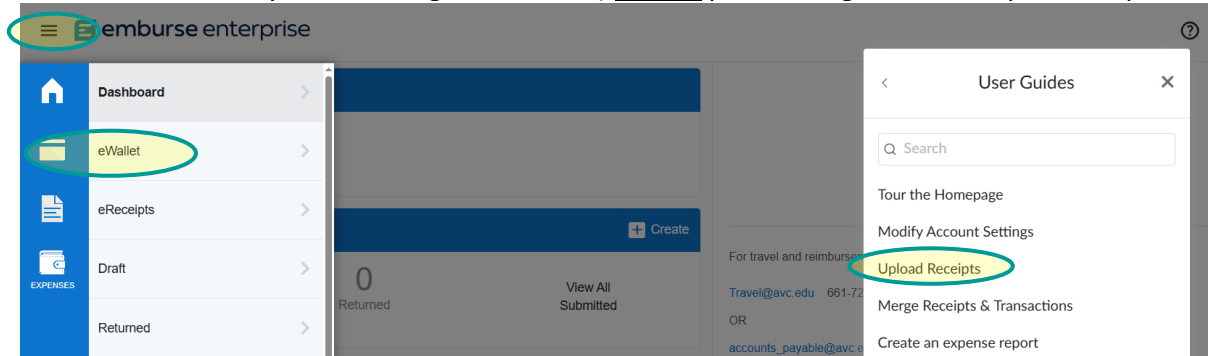 emburse enterprise
Dashboard
eWallet
eReceipts
Draft
EXPENSES
Returned
Create
0
Returned
View All
Submitted
For travel and reimburse
Travel@avc.edu 661-72
OR
accounts_payable@avc.e
User Guides
Search
Tour the Homepage
Modify Account Settings
Upload Receipts
Merge Receipts & Transactions
Create an expense report